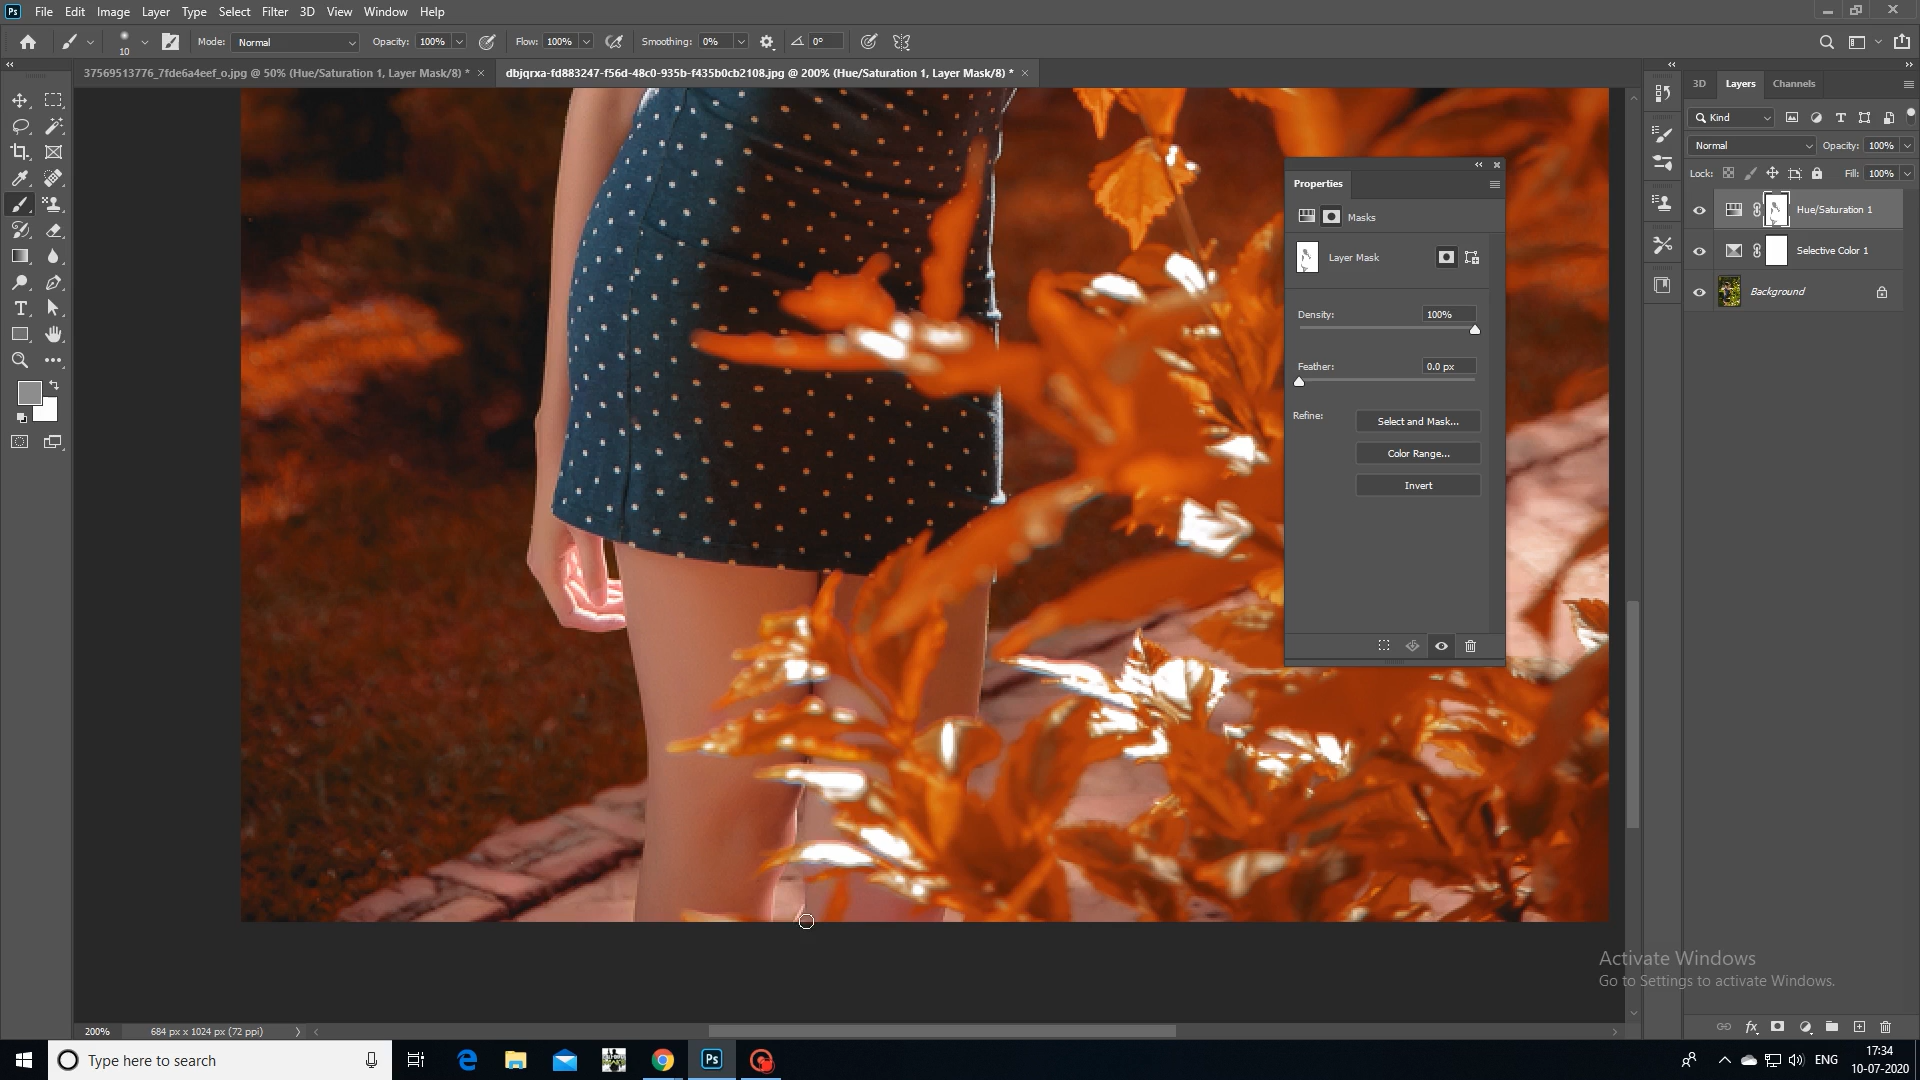 Ps File Edit Image Layer Type Select Filter 3D View Window Help
10 Mode: Normal Opacity: 100% Flow: 100% Smoothing: 0% 0°
37569513776_7fde6a4eef_o.jpg @ 50% (Hue/Saturation 1, Layer Mask/8) *
dbjqrxa-fd883247-f56d-48c0-935b-f435b0cb2108.jpg @ 200% (Hue/Saturation 1, Layer Mask/8) *
3D Layers Channels
Kind
Normal Opacity: 100%
Lock: Fill: 100%
Hue/Saturation 1
Selective Color 1
Background
Properties
Masks
Layer Mask
Density: 100%
Feather: 0.0 px
Refine: Select and Mask...
Color Range...
Invert
Activate Windows
Go to Settings to activate Windows.
200% 684 px x 1024 px (72 ppi)
fx
Type here to search
Ps
ENG
17:34
10-07-2020